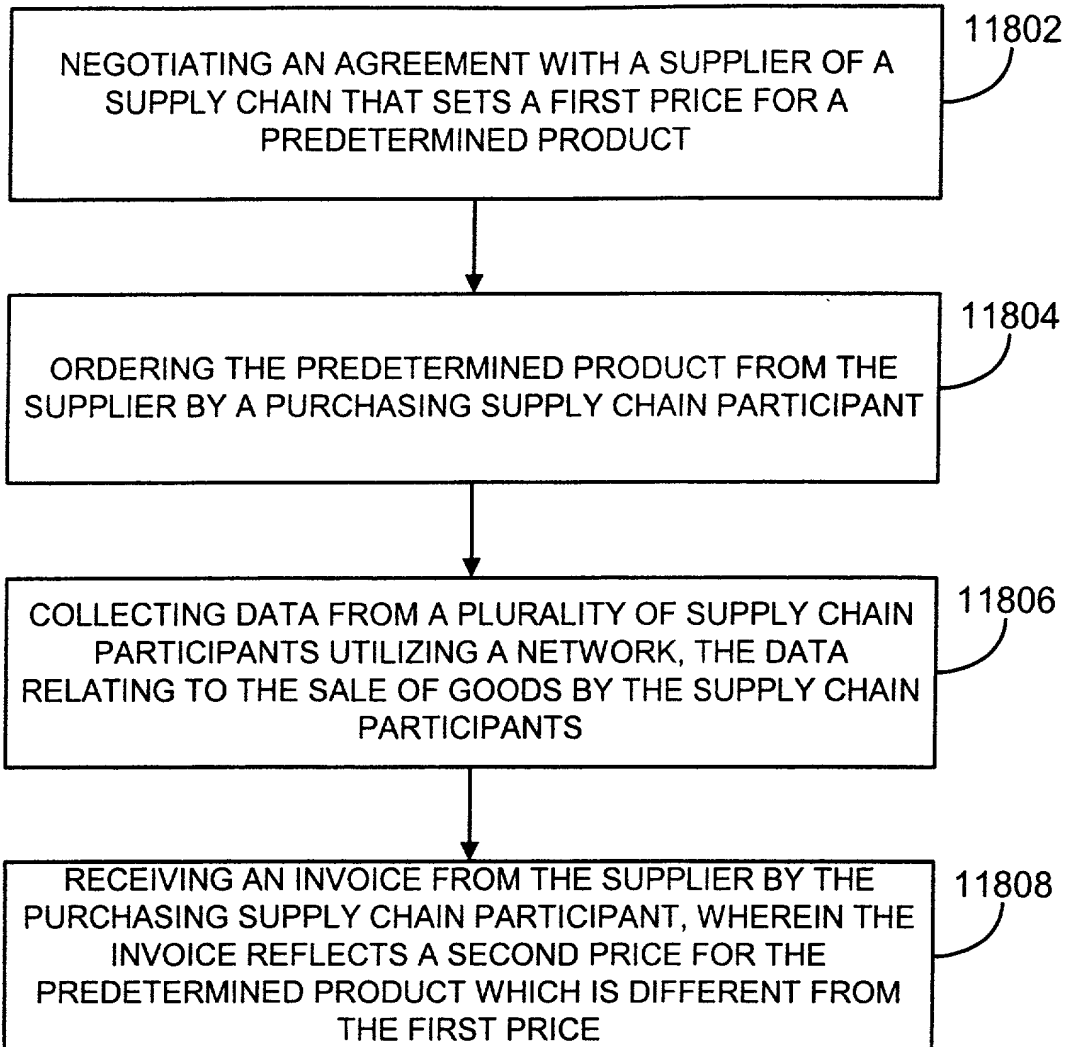 11802
NEGOTIATING AN AGREEMENT WITH A SUPPLIER OF A
SUPPLY CHAIN THAT SETS A FIRST PRICE FOR A
PREDETERMINED PRODUCT
11804
ORDERING THE PREDETERMINED PRODUCT FROM THE
SUPPLIER BY A PURCHASING SUPPLY CHAIN PARTICIPANT
11806
COLLECTING DATA FROM A PLURALITY OF SUPPLY CHAIN
PARTICIPANTS UTILIZING A NETWORK, THE DATA
RELATING TO THE SALE OF GOODS BY THE SUPPLY CHAIN
PARTICIPANTS
11808
RECEIVING AN INVOICE FROM THE SUPPLIER BY THE
PURCHASING SUPPLY CHAIN PARTICIPANT, WHEREIN THE
INVOICE REFLECTS A SECOND PRICE FOR THE
PREDETERMINED PRODUCT WHICH IS DIFFERENT FROM
THE FIRST PRICE